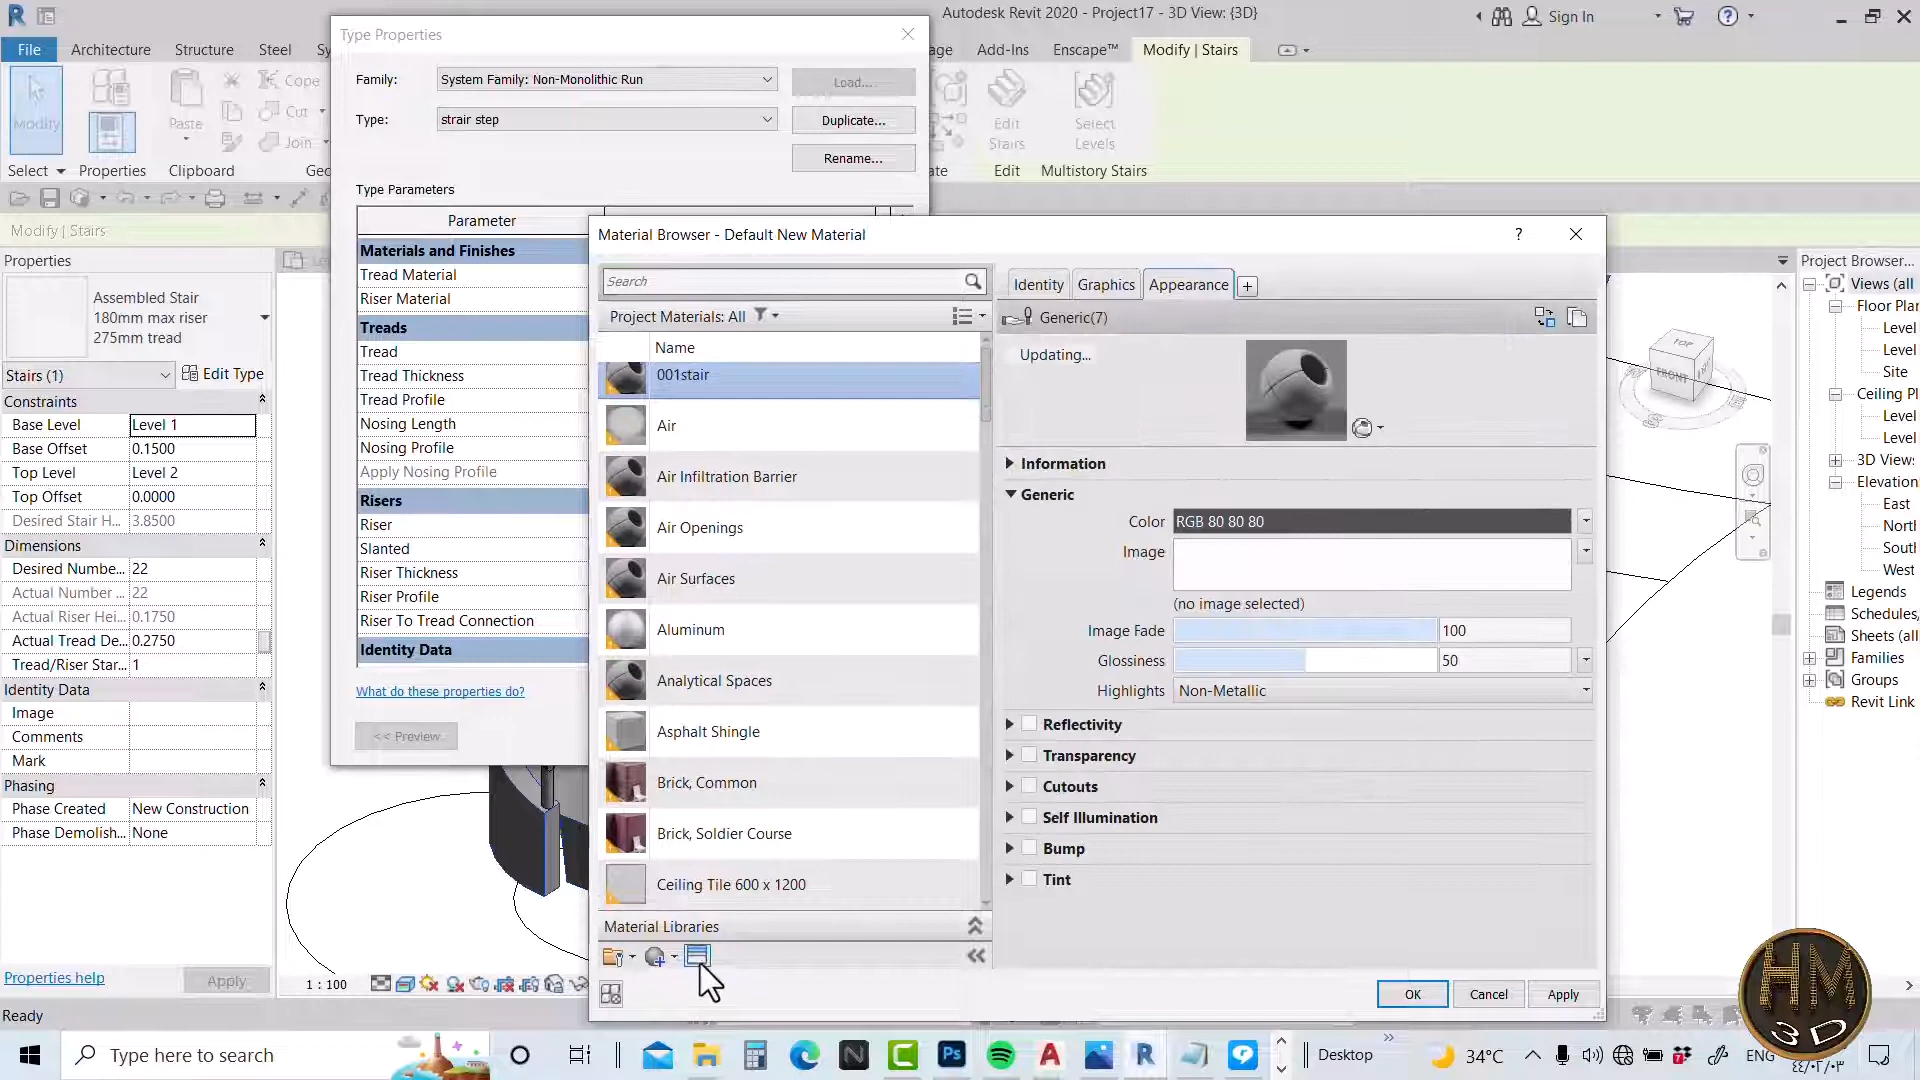 Autodesk Revit 2020 - Project17 - 3D View: {3D}
Sign In
File
Architecture
Structure
Steel
Sy
age
Add-Ins
Enscape™
Modify | Stairs
Modify
Paste
Cope
Cut
Join
Edit
Stairs
Select
Levels
Select
Properties
Clipboard
Geo
ate
Edit
Multistory Stairs
Modify | Stairs
Properties
Assembled Stair
180mm max riser
275mm tread
Stairs (1)
Edit Type
Constraints
Base Level
Level 1
Base Offset
0.1500
Top Level
Level 2
Top Offset
0.0000
Desired Stair H...
3.8500
Dimensions
Desired Numbe...
22
Actual Number ...
22
Actual Riser Hei...
0.1750
Actual Tread De...
0.2750
Tread/Riser Star...
1
Identity Data
Image
Comments
Mark
Phasing
Phase Created
New Construction
Phase Demolish...
None
Properties help
Apply
Ready
Type Properties
Family:
System Family: Non-Monolithic Run
Load...
Type:
strair step
Duplicate...
Rename...
Type Parameters
Parameter
Materials and Finishes
Tread Material
Riser Material
Treads
Tread
Tread Thickness
Tread Profile
Nosing Length
Nosing Profile
Apply Nosing Profile
Risers
Riser
Slanted
Riser Thickness
Riser Profile
Riser To Tread Connection
Identity Data
What do these properties do?
<< Preview
Material Browser - Default New Material
?
Search
Project Materials: All
Name
001stair
Air
Air Infiltration Barrier
Air Openings
Air Surfaces
Aluminum
Analytical Spaces
Asphalt Shingle
Brick, Common
Brick, Soldier Course
Ceiling Tile 600 x 1200
Material Libraries
Identity
Graphics
Appearance
Generic(7)
Updating...
Information
Generic
Color
RGB 80 80 80
Image
(no image selected)
Image Fade
100
Glossiness
50
Highlights
Non-Metallic
Reflectivity
Transparency
Cutouts
Self Illumination
Bump
Tint
OK
Cancel
Apply
TOP
FRONT
Project Browser...
Views (all
Floor Plan
Level
Level
Site
Ceiling Pl
Level
Level
3D Views
Elevation
East
North
South
West
Legends
Schedules,
Sheets (all
Families
Groups
Revit Link
1 : 100
HM
3D
Type here to search
Desktop
34°C
ENG